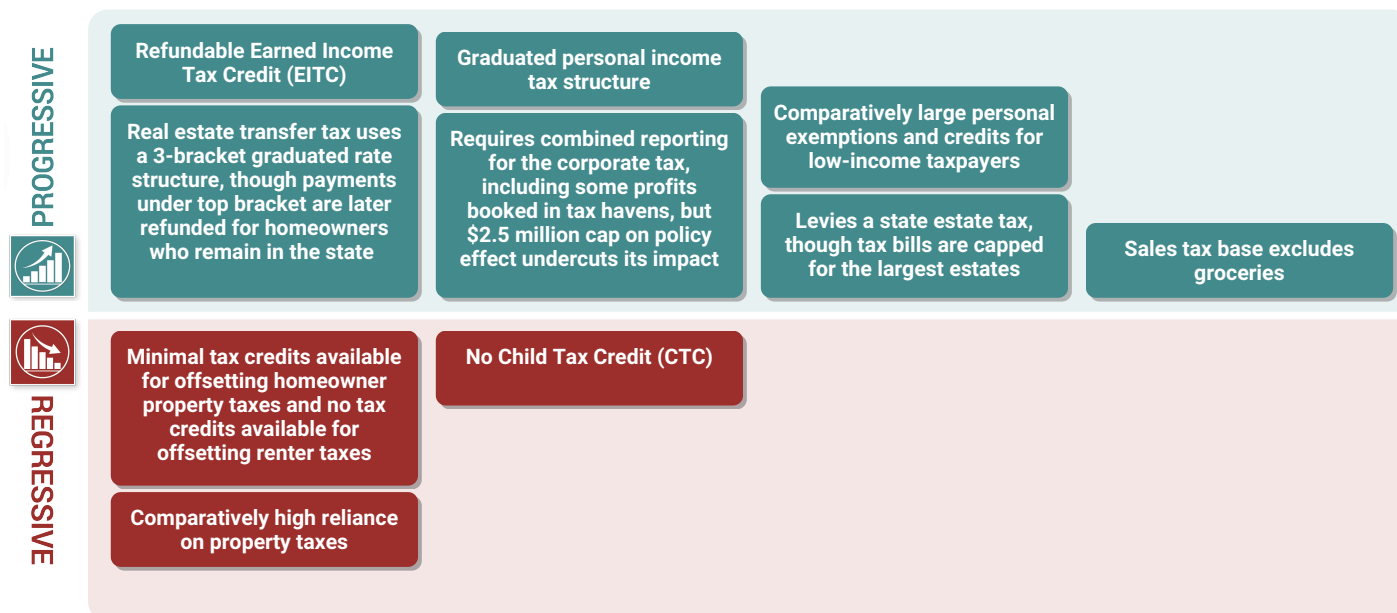 PROGRESSIVE
Refundable Earned Income
Tax Credit (EITC)
Real estate transfer tax uses
a 3-bracket graduated rate
structure, though payments
under top bracket are later
refunded for homeowners
who remain in the state
Graduated personal income
tax structure
Requires combined reporting
for the corporate tax,
including some profits
booked in tax havens, but
$2.5 million cap on policy
effect undercuts its impact
Comparatively large personal
exemptions and credits for
low-income taxpayers
Levies a state estate tax,
though tax bills are capped
for the largest estates
Sales tax base excludes
groceries
REGRESSIVE
Minimal tax credits available
for offsetting homeowner
property taxes and no tax
credits available for
offsetting renter taxes
Comparatively high reliance
on property taxes
No Child Tax Credit (CTC)